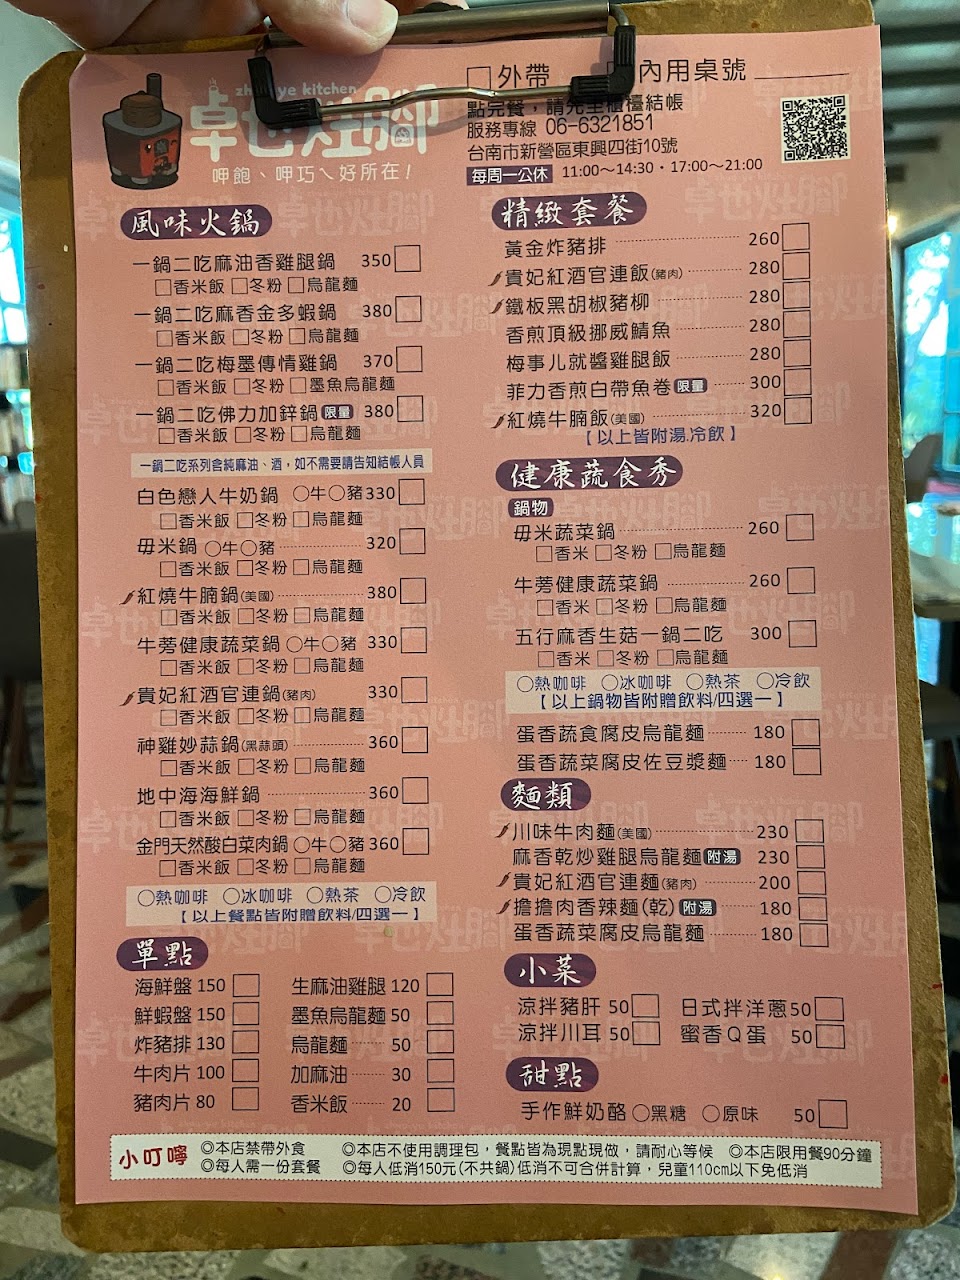 外帶
內用桌號
點完餐，請先至櫃檯結帳
服務專線 06-6321851
台南市新營區東興四街10號
每周一公休 11:00～14:30・17:00～21:00
卓也灶腳
呷飽、呷巧ㄟ好所在！
風味火鍋
一鍋二吃麻油香雞腿鍋 350
香米飯 冬粉 烏龍麵
一鍋二吃麻香金多蝦鍋 380
香米飯 冬粉 烏龍麵
一鍋二吃梅墨傳情雞鍋 370
香米飯 冬粉 墨魚烏龍麵
一鍋二吃佛力加鋅鍋 限量 380
香米飯 冬粉 烏龍麵
一鍋二吃系列含純麻油、酒，如不需要請告知結帳人員
白色戀人牛奶鍋 ○牛○豬 330
香米飯 冬粉 烏龍麵
毋米鍋 ○牛○豬 320
香米飯 冬粉 烏龍麵
紅燒牛腩鍋(美國) 380
香米飯 冬粉 烏龍麵
牛蒡健康蔬菜鍋 ○牛○豬 330
香米飯 冬粉 烏龍麵
貴妃紅酒官連鍋(豬肉) 330
香米飯 冬粉 烏龍麵
神雞妙蒜鍋(黑蒜頭) 360
香米飯 冬粉 烏龍麵
地中海海鮮鍋 360
香米飯 冬粉 烏龍麵
金門天然酸白菜肉鍋 ○牛○豬 360
香米飯 冬粉 烏龍麵
○熱咖啡 ○冰咖啡 ○熱茶 ○冷飲
【以上餐點皆附贈飲料/四選一】
單點
海鮮盤 150
鮮蝦盤 150
炸豬排 130
牛肉片 100
豬肉片 80
生麻油雞腿 120
墨魚烏龍麵 50
烏龍麵 50
加麻油 30
香米飯 20
精緻套餐
黃金炸豬排 260
貴妃紅酒官連飯(豬肉) 280
鐵板黑胡椒豬柳 280
香煎頂級挪威鯖魚 280
梅事儿就醬雞腿飯 280
菲力香煎白帶魚卷 限量 300
紅燒牛腩飯(美國) 320
【以上皆附湯.冷飲】
健康蔬食秀
鍋物
毋米蔬菜鍋 260
香米 冬粉 烏龍麵
牛蒡健康蔬菜鍋 260
香米 冬粉 烏龍麵
五行麻香生菇一鍋二吃 300
香米 冬粉 烏龍麵
○熱咖啡 ○冰咖啡 ○熱茶 ○冷飲
【以上鍋物皆附贈飲料/四選一】
蛋香蔬食腐皮烏龍麵 180
蛋香蔬菜腐皮佐豆漿麵 180
麵類
川味牛肉麵(美國) 230
麻香乾炒雞腿烏龍麵 附湯 230
貴妃紅酒官連麵(豬肉) 200
擔擔肉香辣麵(乾) 附湯 180
蛋香蔬菜腐皮烏龍麵 180
小菜
涼拌豬肝 50
日式拌洋蔥 50
涼拌川耳 50
蜜香Q蛋 50
甜點
手作鮮奶酪 ○黑糖 ○原味 50
小叮嚀
◎本店禁帶外食 ◎本店不使用調理包，餐點皆為現點現做，請耐心等候 ◎本店限用餐90分鐘
◎每人需一份套餐 ◎每人低消150元(不共鍋)低消不可合併計算，兒童110cm以下免低消